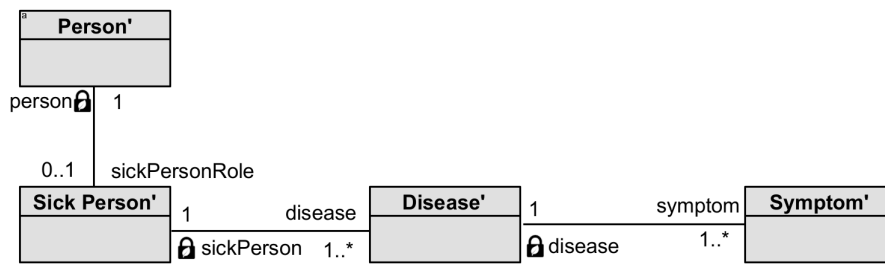 a
Person'
person 1
0..1 sickPersonRole
Sick Person'
1 disease
sickPerson 1..*
Disease'
1 symptom
disease 1..*
Symptom'